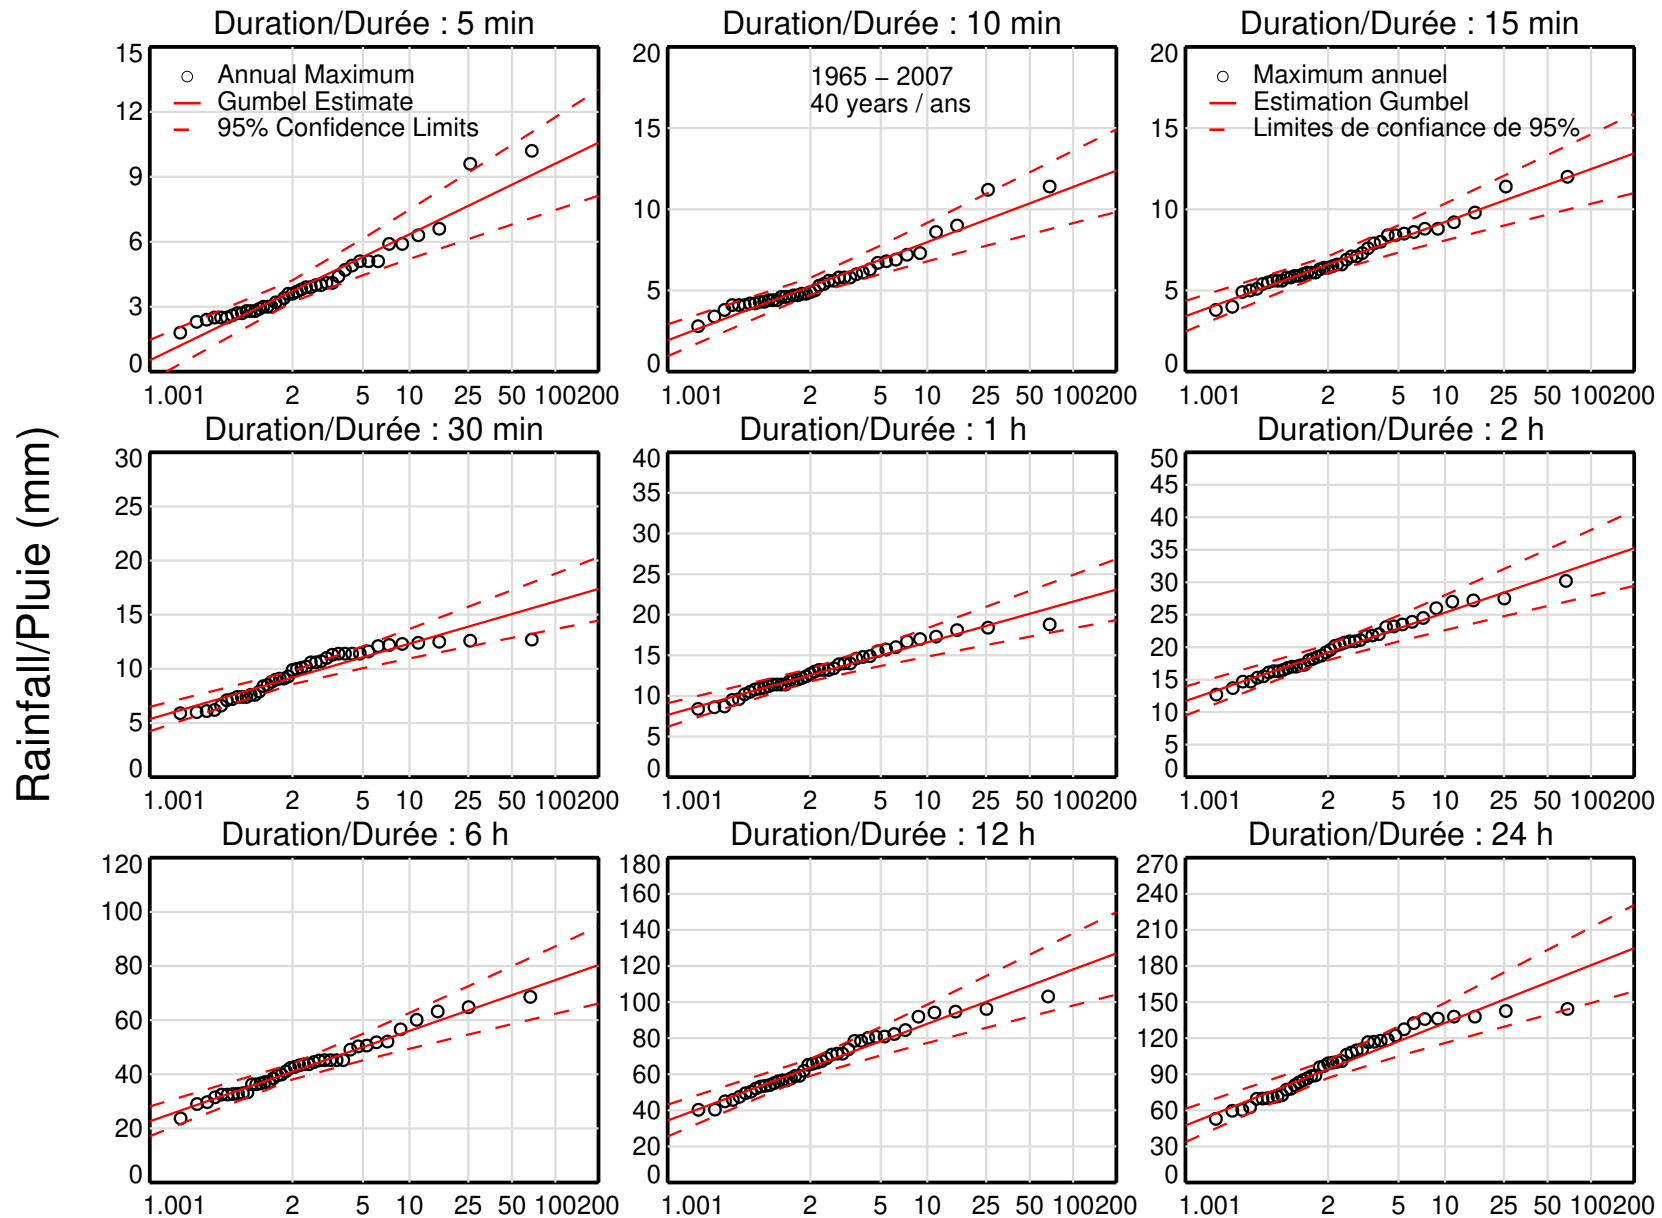 Duration/Durée : 5 min
Duration/Durée : 10 min
Duration/Durée : 15 min
15
12
9
6
3
0
Annual Maximum
Gumbel Estimate
95% Confidence Limits
20
15
10
5
0
1965 – 2007
40 years / ans
20
15
10
5
0
Maximum annuel
Estimation Gumbel
Limites de confiance de 95%
1.001 2 5 10 25 50 100200
1.001 2 5 10 25 50 100200
1.001 2 5 10 25 50 100200
Rainfall/Pluie (mm)
Duration/Durée : 30 min
Duration/Durée : 1 h
Duration/Durée : 2 h
30
25
20
15
10
5
0
40
35
30
25
20
15
10
5
0
50
45
40
35
30
25
20
15
10
5
0
1.001 2 5 10 25 50 100200
1.001 2 5 10 25 50 100200
1.001 2 5 10 25 50 100200
Duration/Durée : 6 h
Duration/Durée : 12 h
Duration/Durée : 24 h
120
100
80
60
40
20
0
180
160
140
120
100
80
60
40
20
0
270
240
210
180
150
120
90
60
30
0
1.001 2 5 10 25 50 100200
1.001 2 5 10 25 50 100200
1.001 2 5 10 25 50 100200